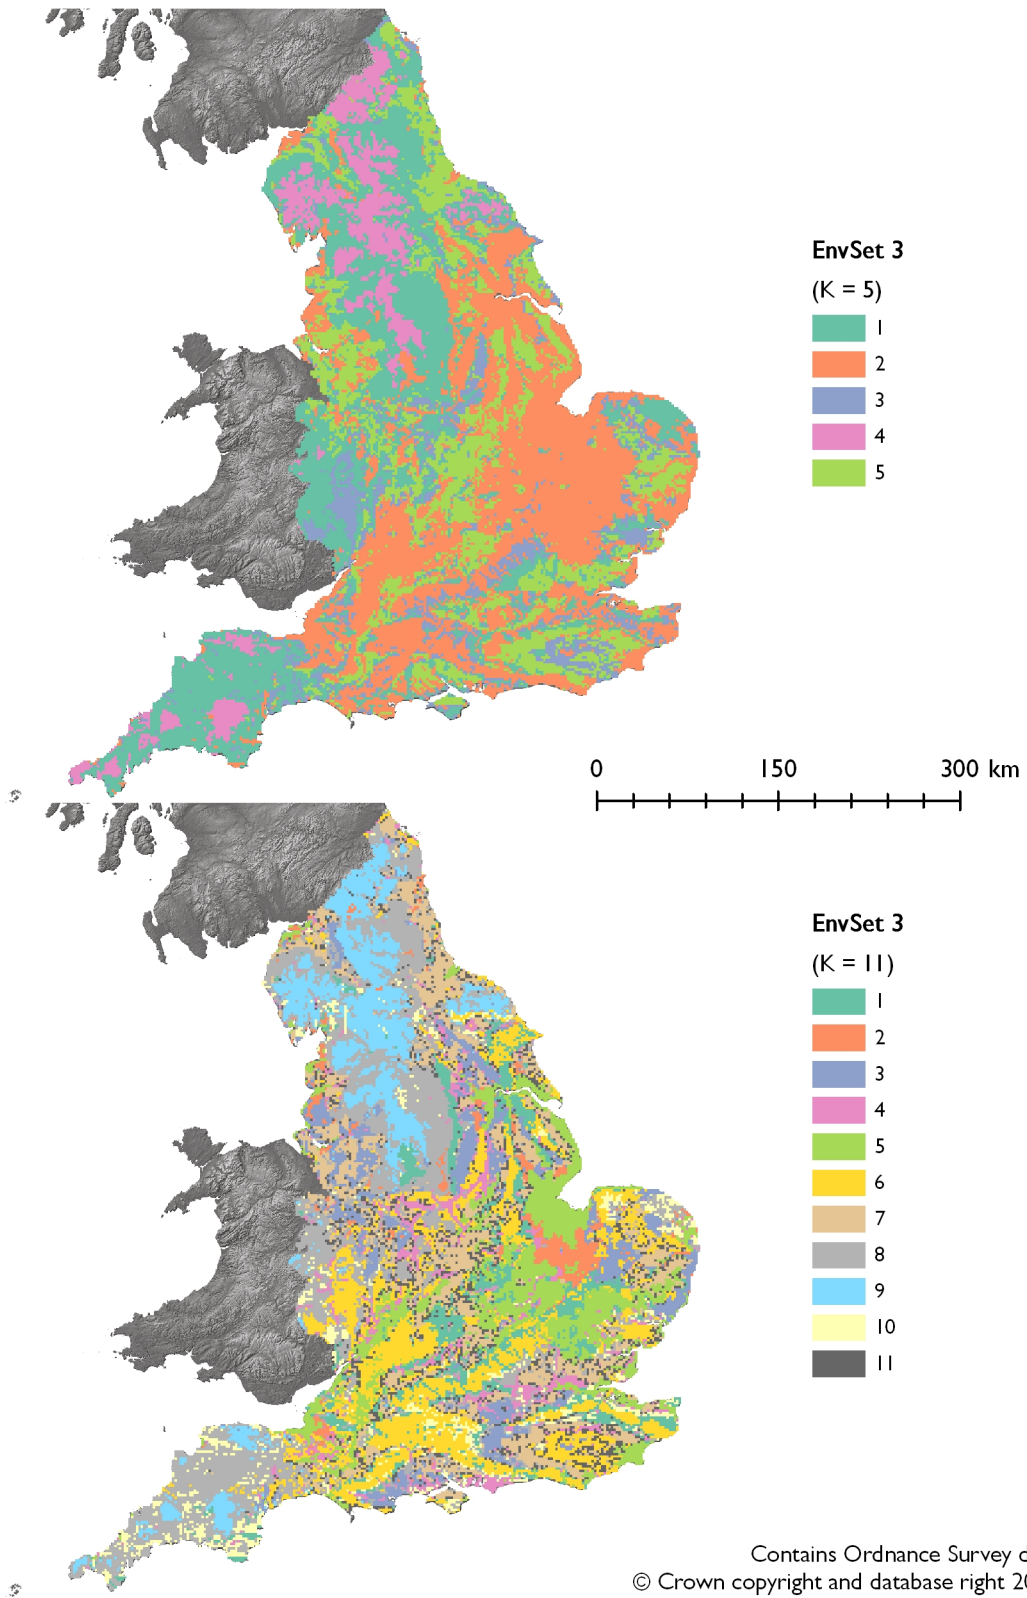 EnvSet 3
(K = 5)
1
2
3
4
5
0 150 300 km
EnvSet 3
(K = 11)
1
2
3
4
5
6
7
8
9
10
11
Contains Ordnance Survey
© Crown copyright and database right